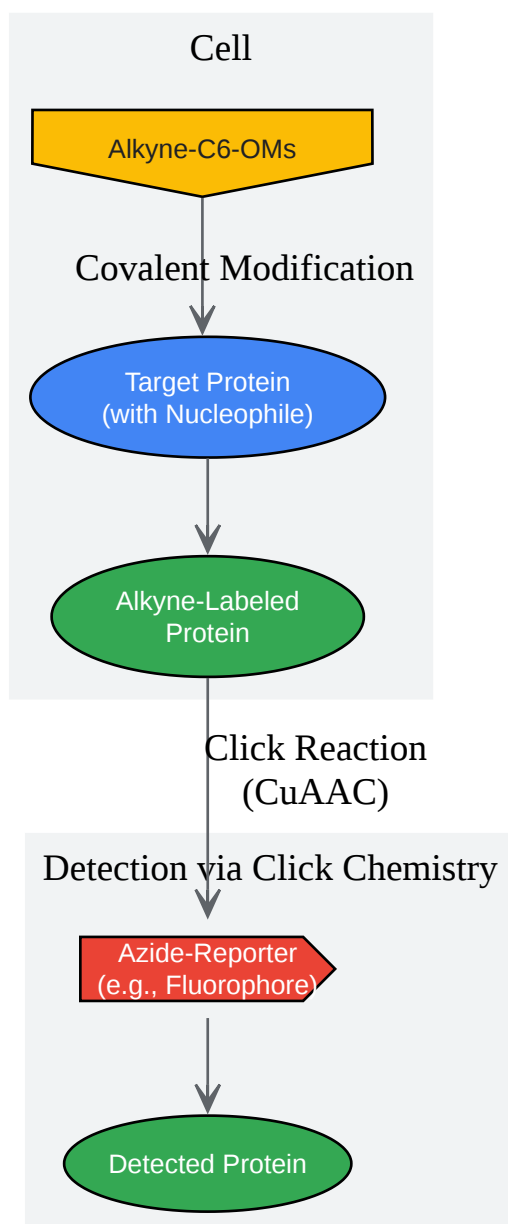 Cell
Alkyne-C6-OMs
Covalent Modification
Target Protein
(with Nucleophile)
Alkyne-Labeled
Protein
Click Reaction
(CuAAC)
Detection via Click Chemistry
Azide-Reporter
(e.g., Fluorophore)
Detected Protein